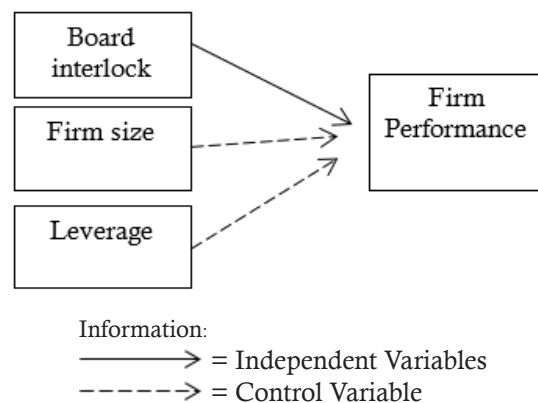 Board
interlock
Firm size
Leverage
Firm
Performance
Information:
= Independent Variables
= Control Variable